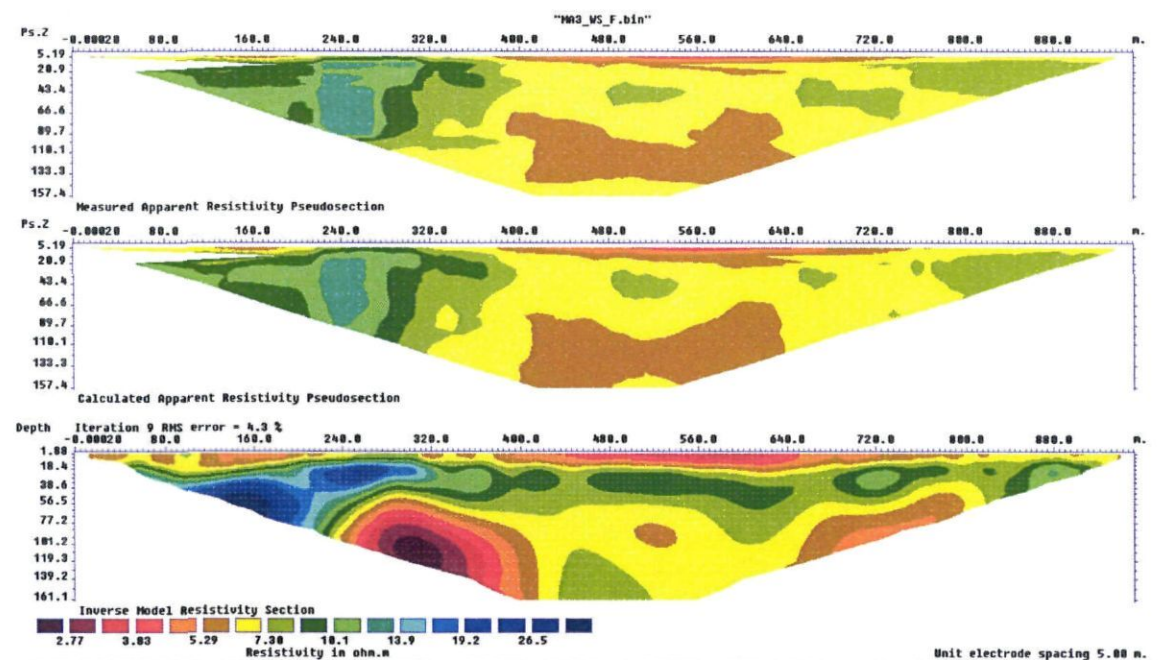 "MA3_WS_F.bin"
Ps.Z -0.00020 80.0 160.0 240.0 320.0 400.0 480.0 560.0 640.0 720.0 800.0 880.0 m.
5.19
20.9
43.4
66.6
89.7
110.1
133.3
157.4
Measured Apparent Resistivity Pseudosection
Ps.Z -0.00020 80.0 160.0 240.0 320.0 400.0 480.0 560.0 640.0 720.0 800.0 880.0 m.
5.19
20.9
43.4
66.6
89.7
110.1
133.3
157.4
Calculated Apparent Resistivity Pseudosection
Depth Iteration 9 RMS error = 4.3 %
-0.00020 80.0 160.0 240.0 320.0 400.0 480.0 560.0 640.0 720.0 800.0 880.0 m.
1.88
18.4
38.6
56.5
77.2
101.2
119.3
139.2
161.1
Inverse Model Resistivity Section
2.77 3.83 5.29 7.30 10.1 13.9 19.2 26.5
Resistivity in ohm.m
Unit electrode spacing 5.00 m.